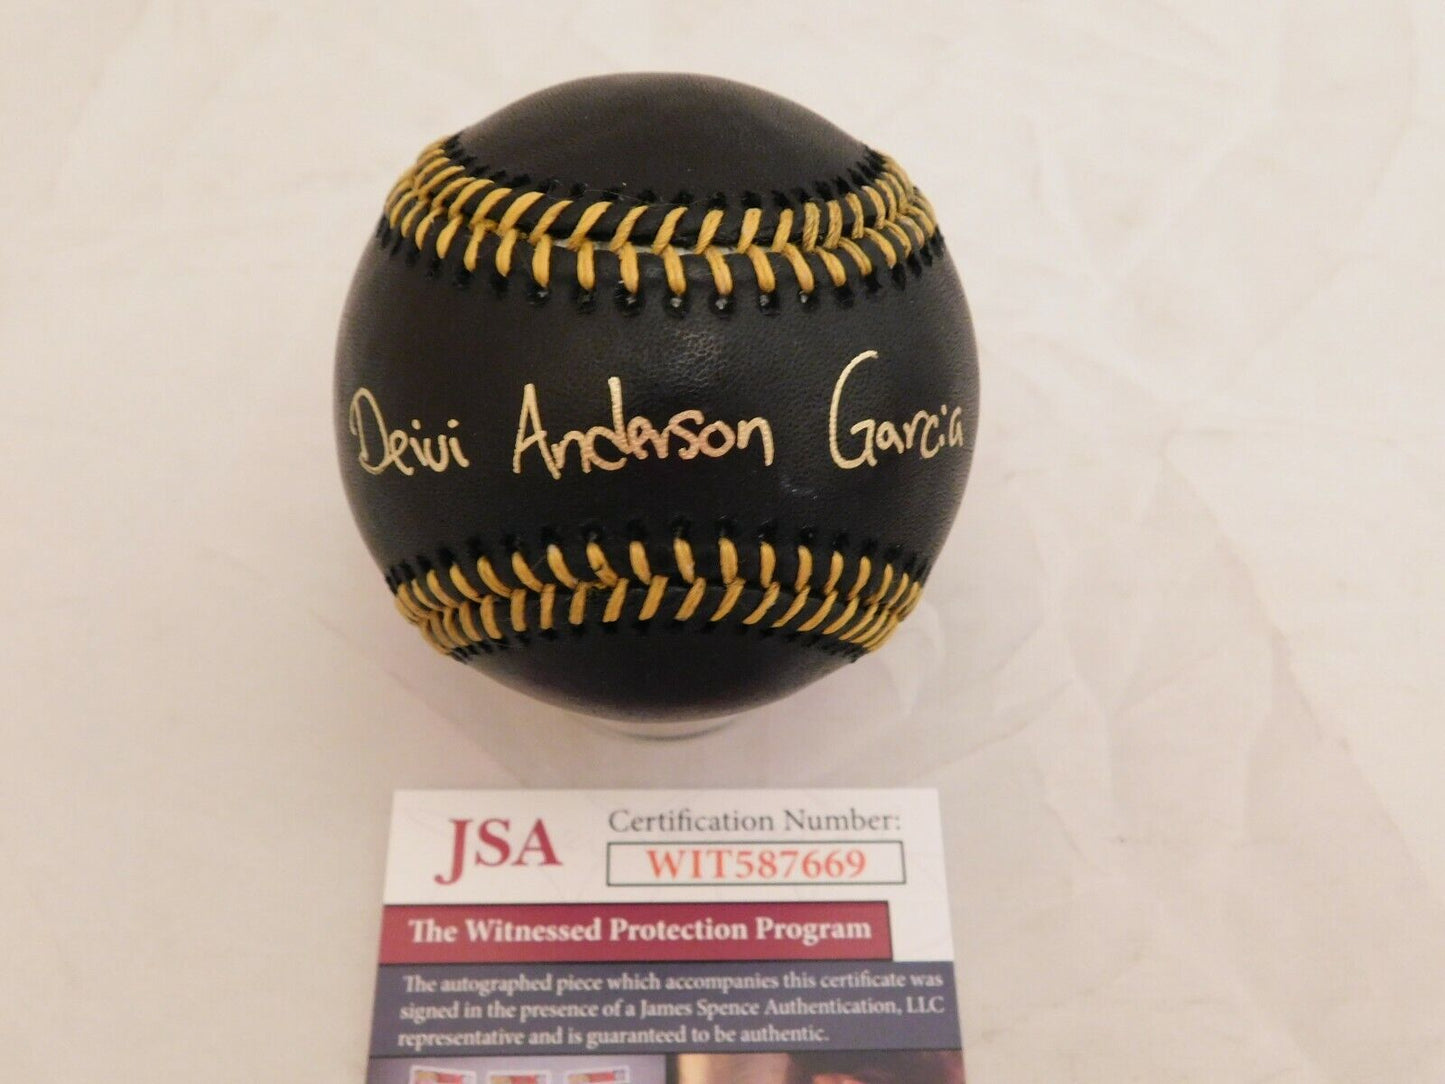 Deivi Anderson Garcia
JSA
Certification Number:
WIT587669
The Witnessed Protection Program
The autographed piece which accompanies this certificate was
signed in the presence of a James Spence Authentication, LLC
representative and is guaranteed to be authentic.